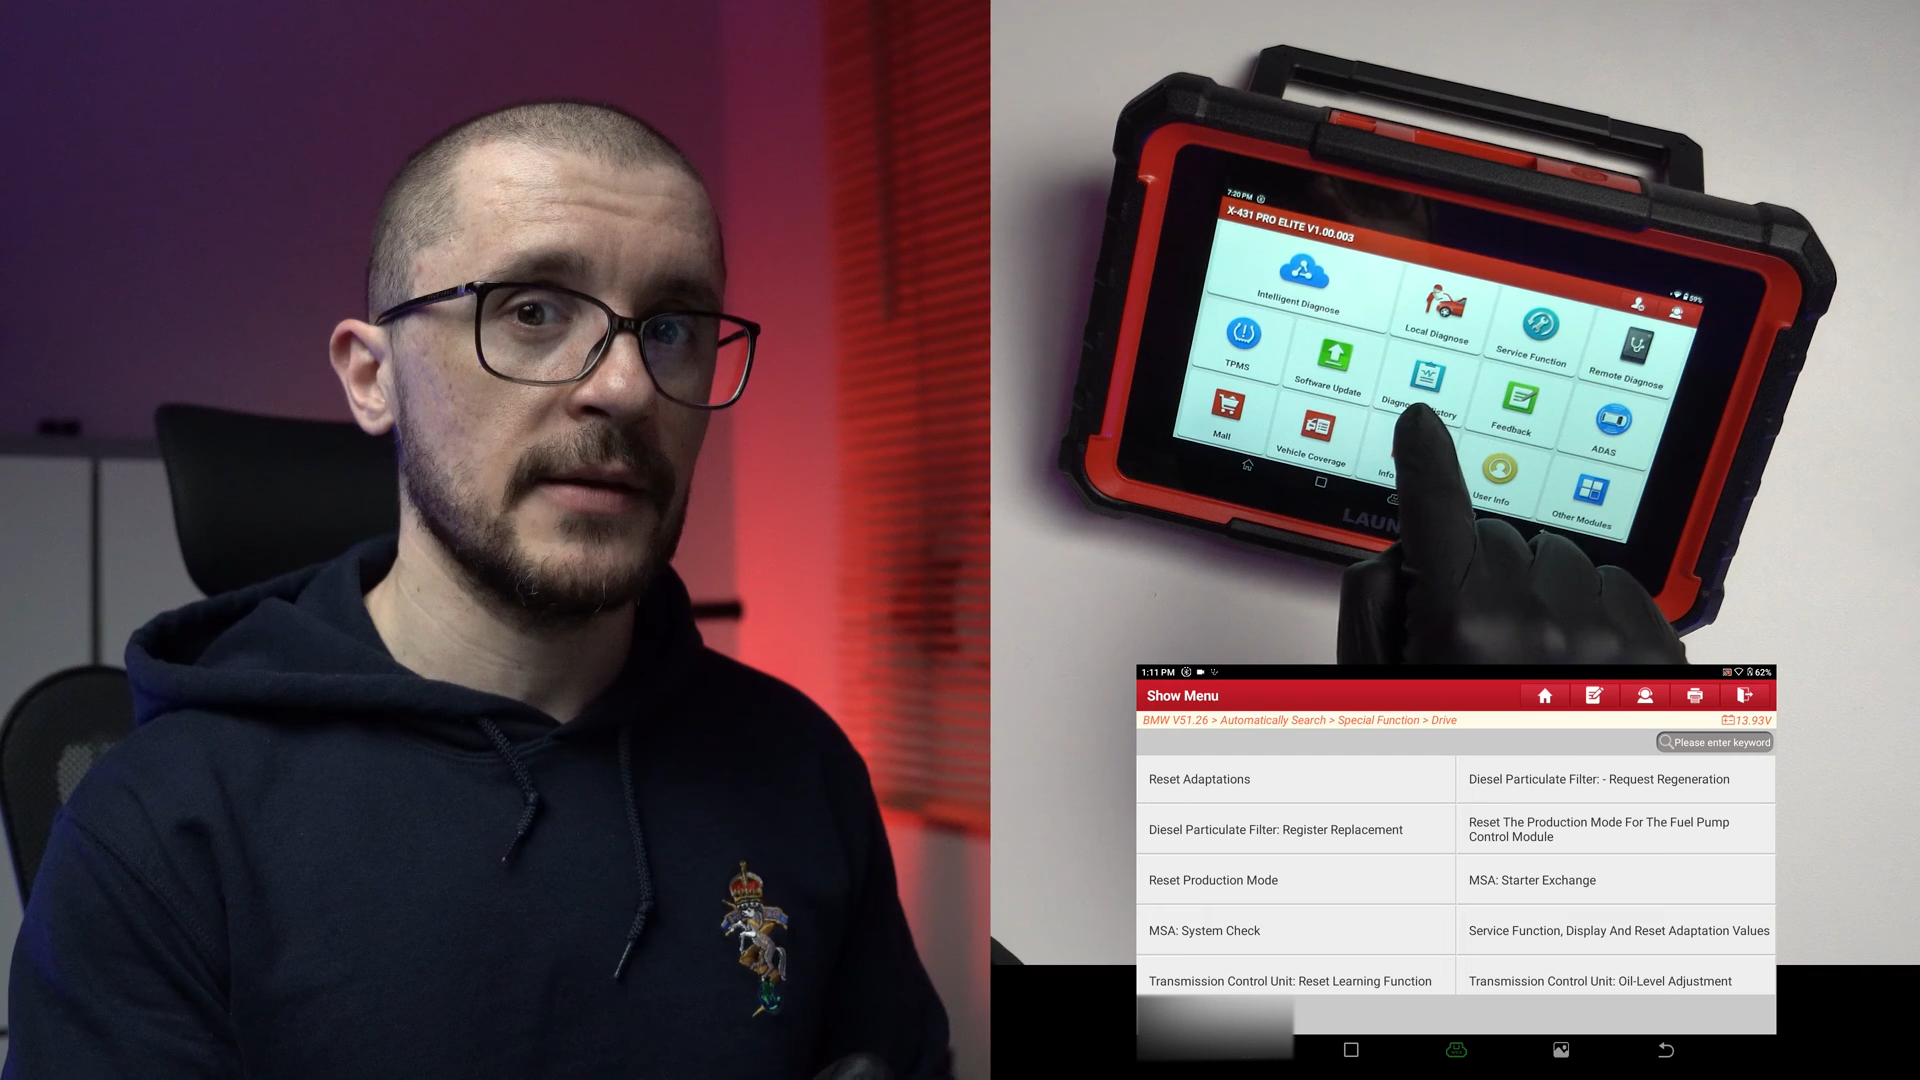 7:20 PM
59%
X-431 PRO ELITE V1.00.003
Intelligent Diagnose
Local Diagnose
Service Function
Remote Diagnose
TPMS
Software Update
Feedback
ADAS
Mall
Vehicle Coverage
User Info
Other Modules
1:11 PM
62%
Show Menu
BMW V51.26 > Automatically Search > Special Function > Drive
13.93V
Please enter keyword
Reset Adaptations
Diesel Particulate Filter: - Request Regeneration
Diesel Particulate Filter: Register Replacement
Reset The Production Mode For The Fuel Pump
Control Module
Reset Production Mode
MSA: Starter Exchange
MSA: System Check
Service Function, Display And Reset Adaptation Values
Transmission Control Unit: Reset Learning Function
Transmission Control Unit: Oil-Level Adjustment